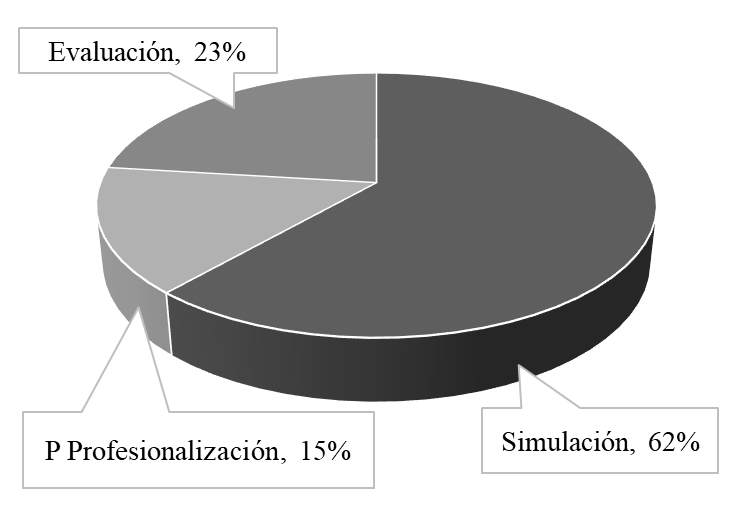 Evaluación, 23%
P Profesionalización, 15%
Simulación, 62%